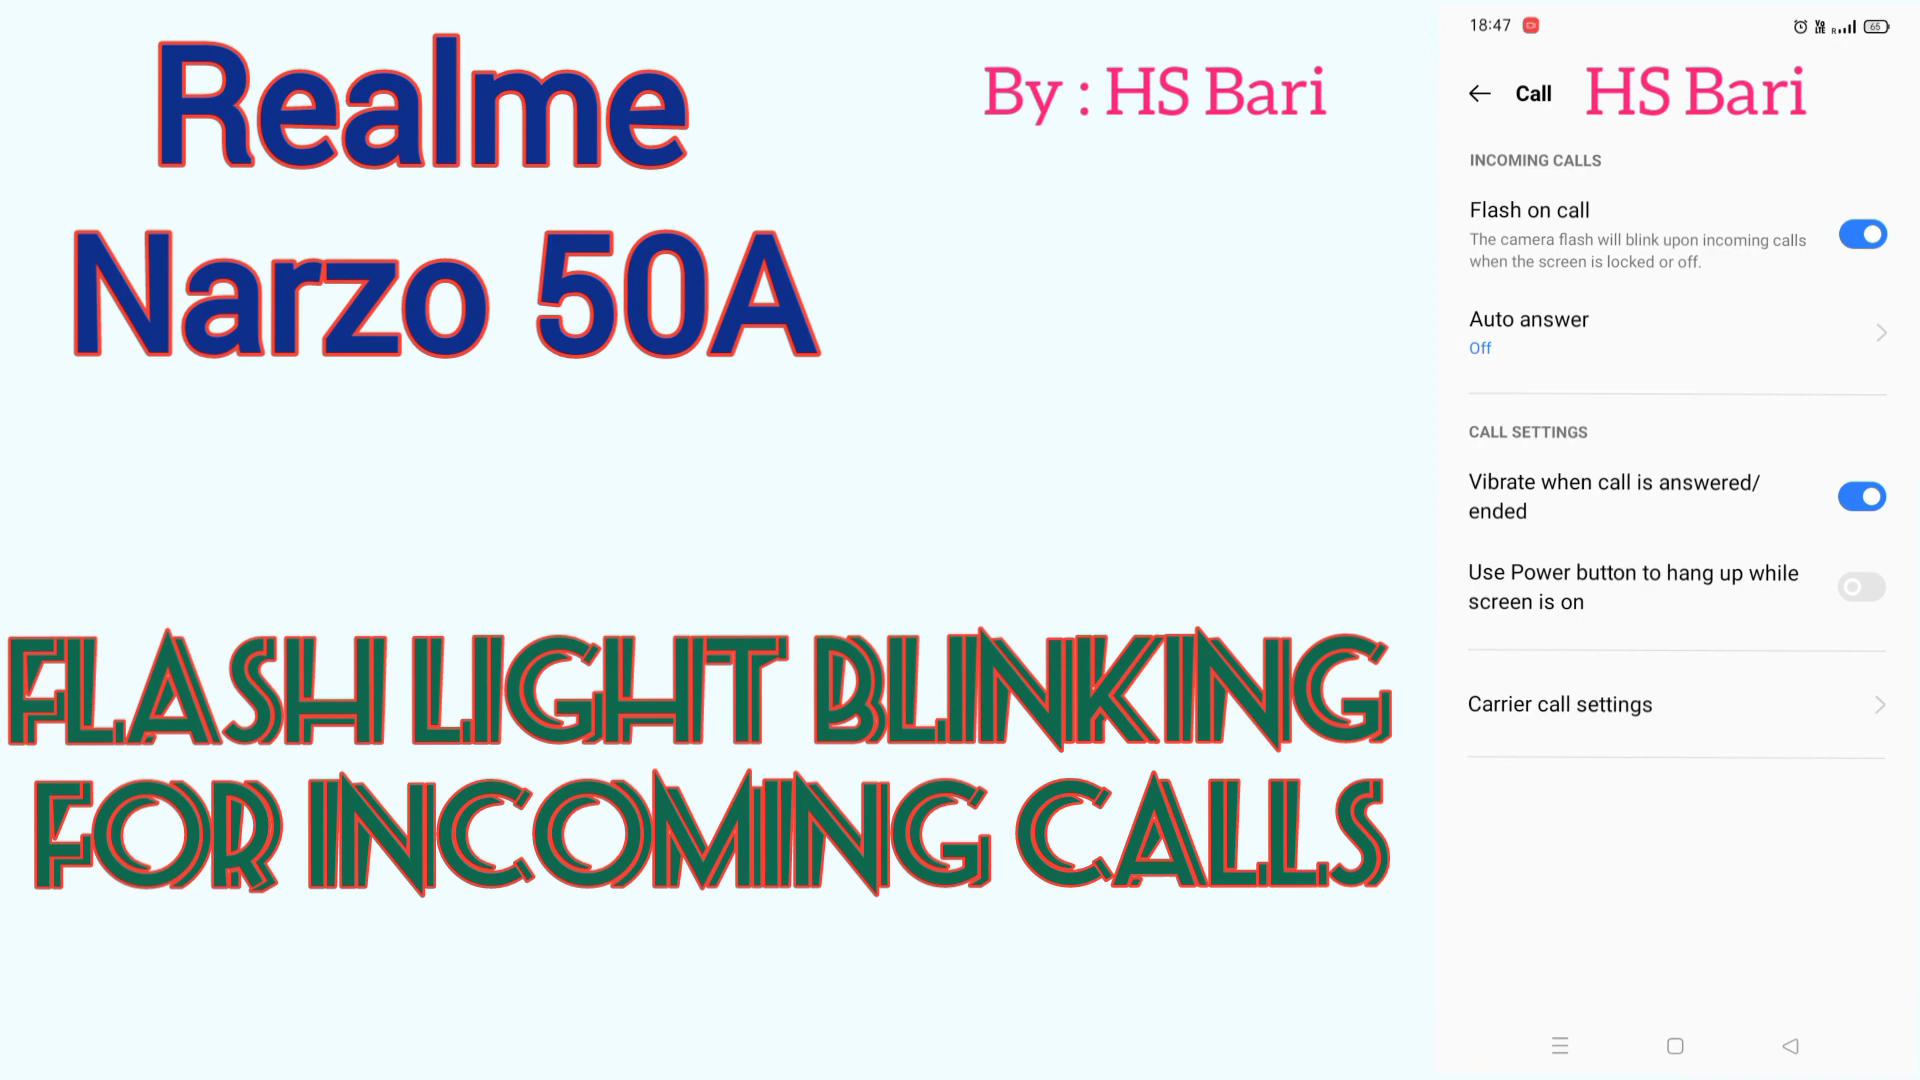 Realme
Narzo 50A
By : HS Bari
FLASH LIGHT BLINKING
FOR INCOMING CALLS
18:47
Vo
LTE
R
65
Call
HS Bari
INCOMING CALLS
Flash on call
The camera flash will blink upon incoming calls
when the screen is locked or off.
Auto answer
Off
CALL SETTINGS
Vibrate when call is answered/
ended
Use Power button to hang up while
screen is on
Carrier call settings